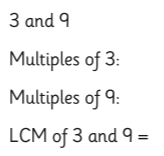 3 and 9
Multiples of 3:
Multiples of 9:
LCM of 3 and 9 =